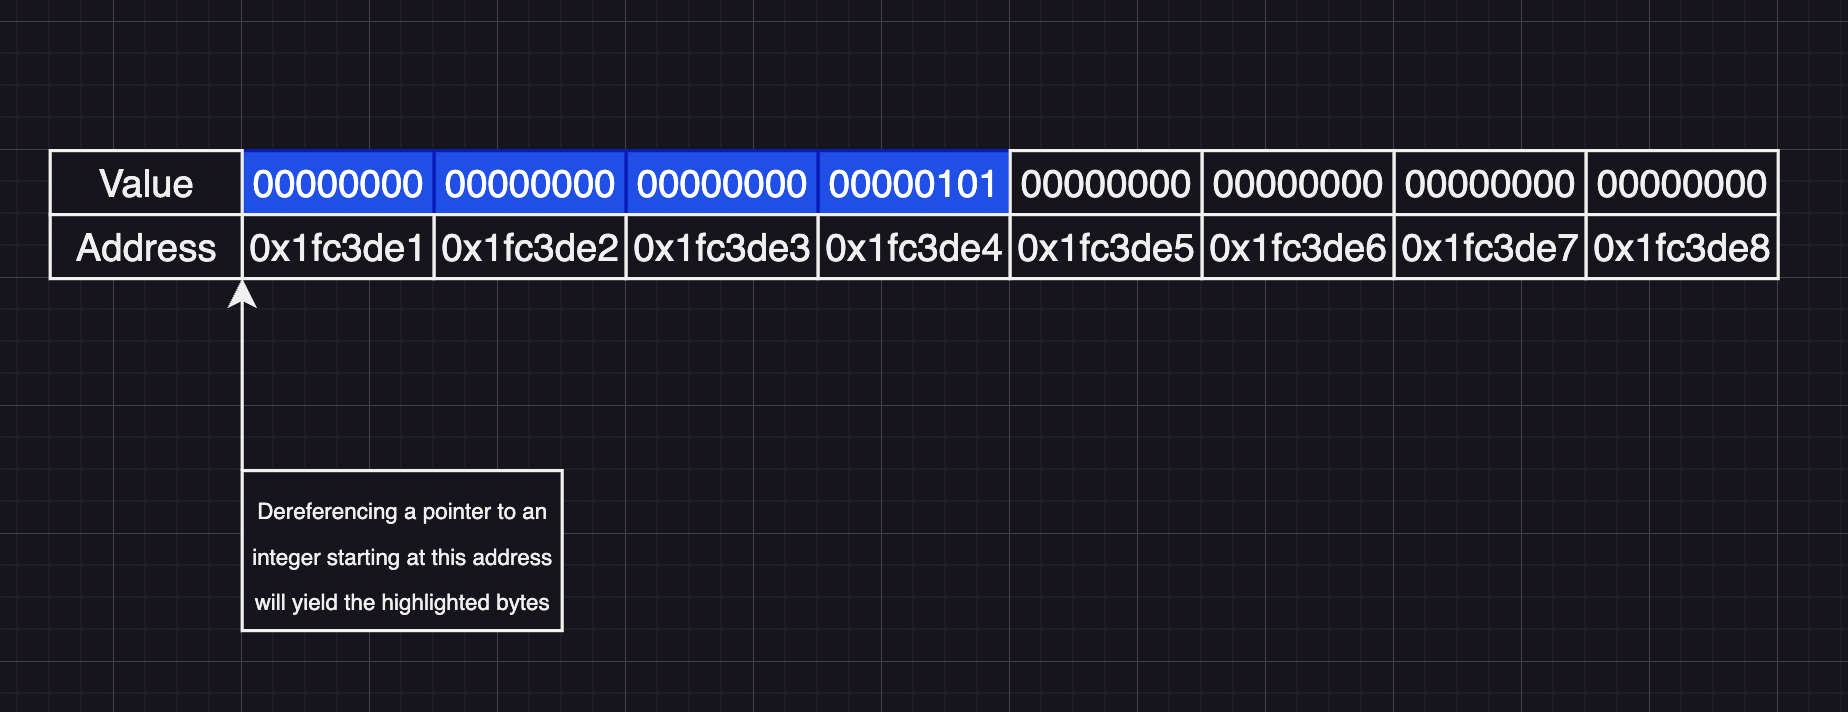 Value 00000000 00000000 00000000 00000101 00000000 00000000 00000000 00000000
Address 0x1fc3de1 0x1fc3de2 0x1fc3de3 0x1fc3de4 0x1fc3de5 0x1fc3de6 0x1fc3de7 0x1fc3de8
Dereferencing a pointer to an
integer starting at this address
will yield the highlighted bytes